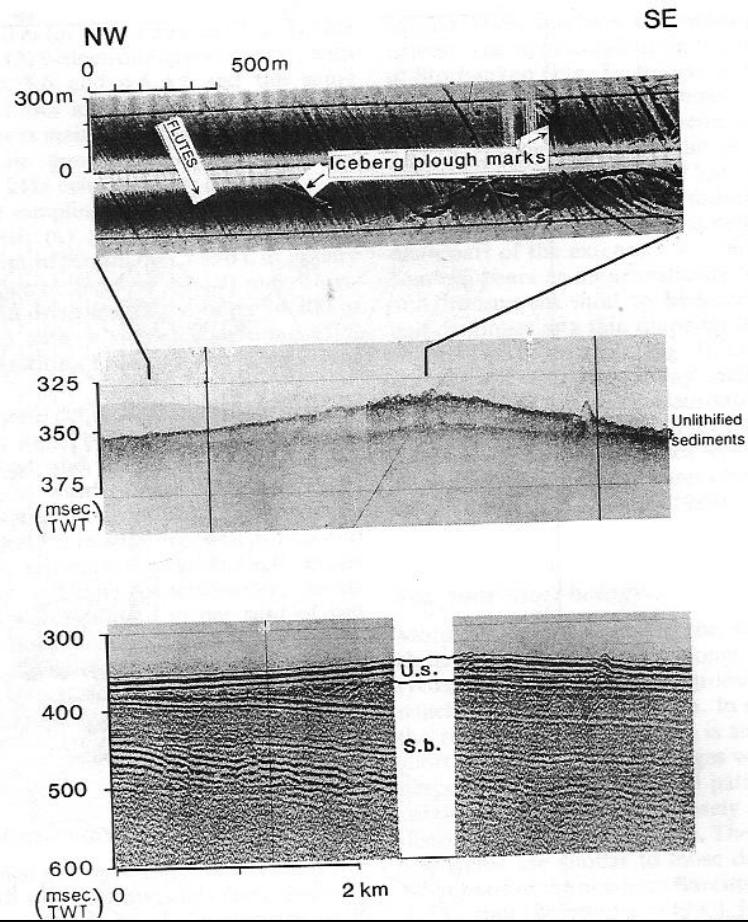 NW
SE
0 500m
300m
0
FLUTES
Iceberg plough marks
325
350
375
(msec. TWT)
Unlithified
sediments
300
400
500
600
(msec. TWT)
U.s.
S.b.
0 2 km